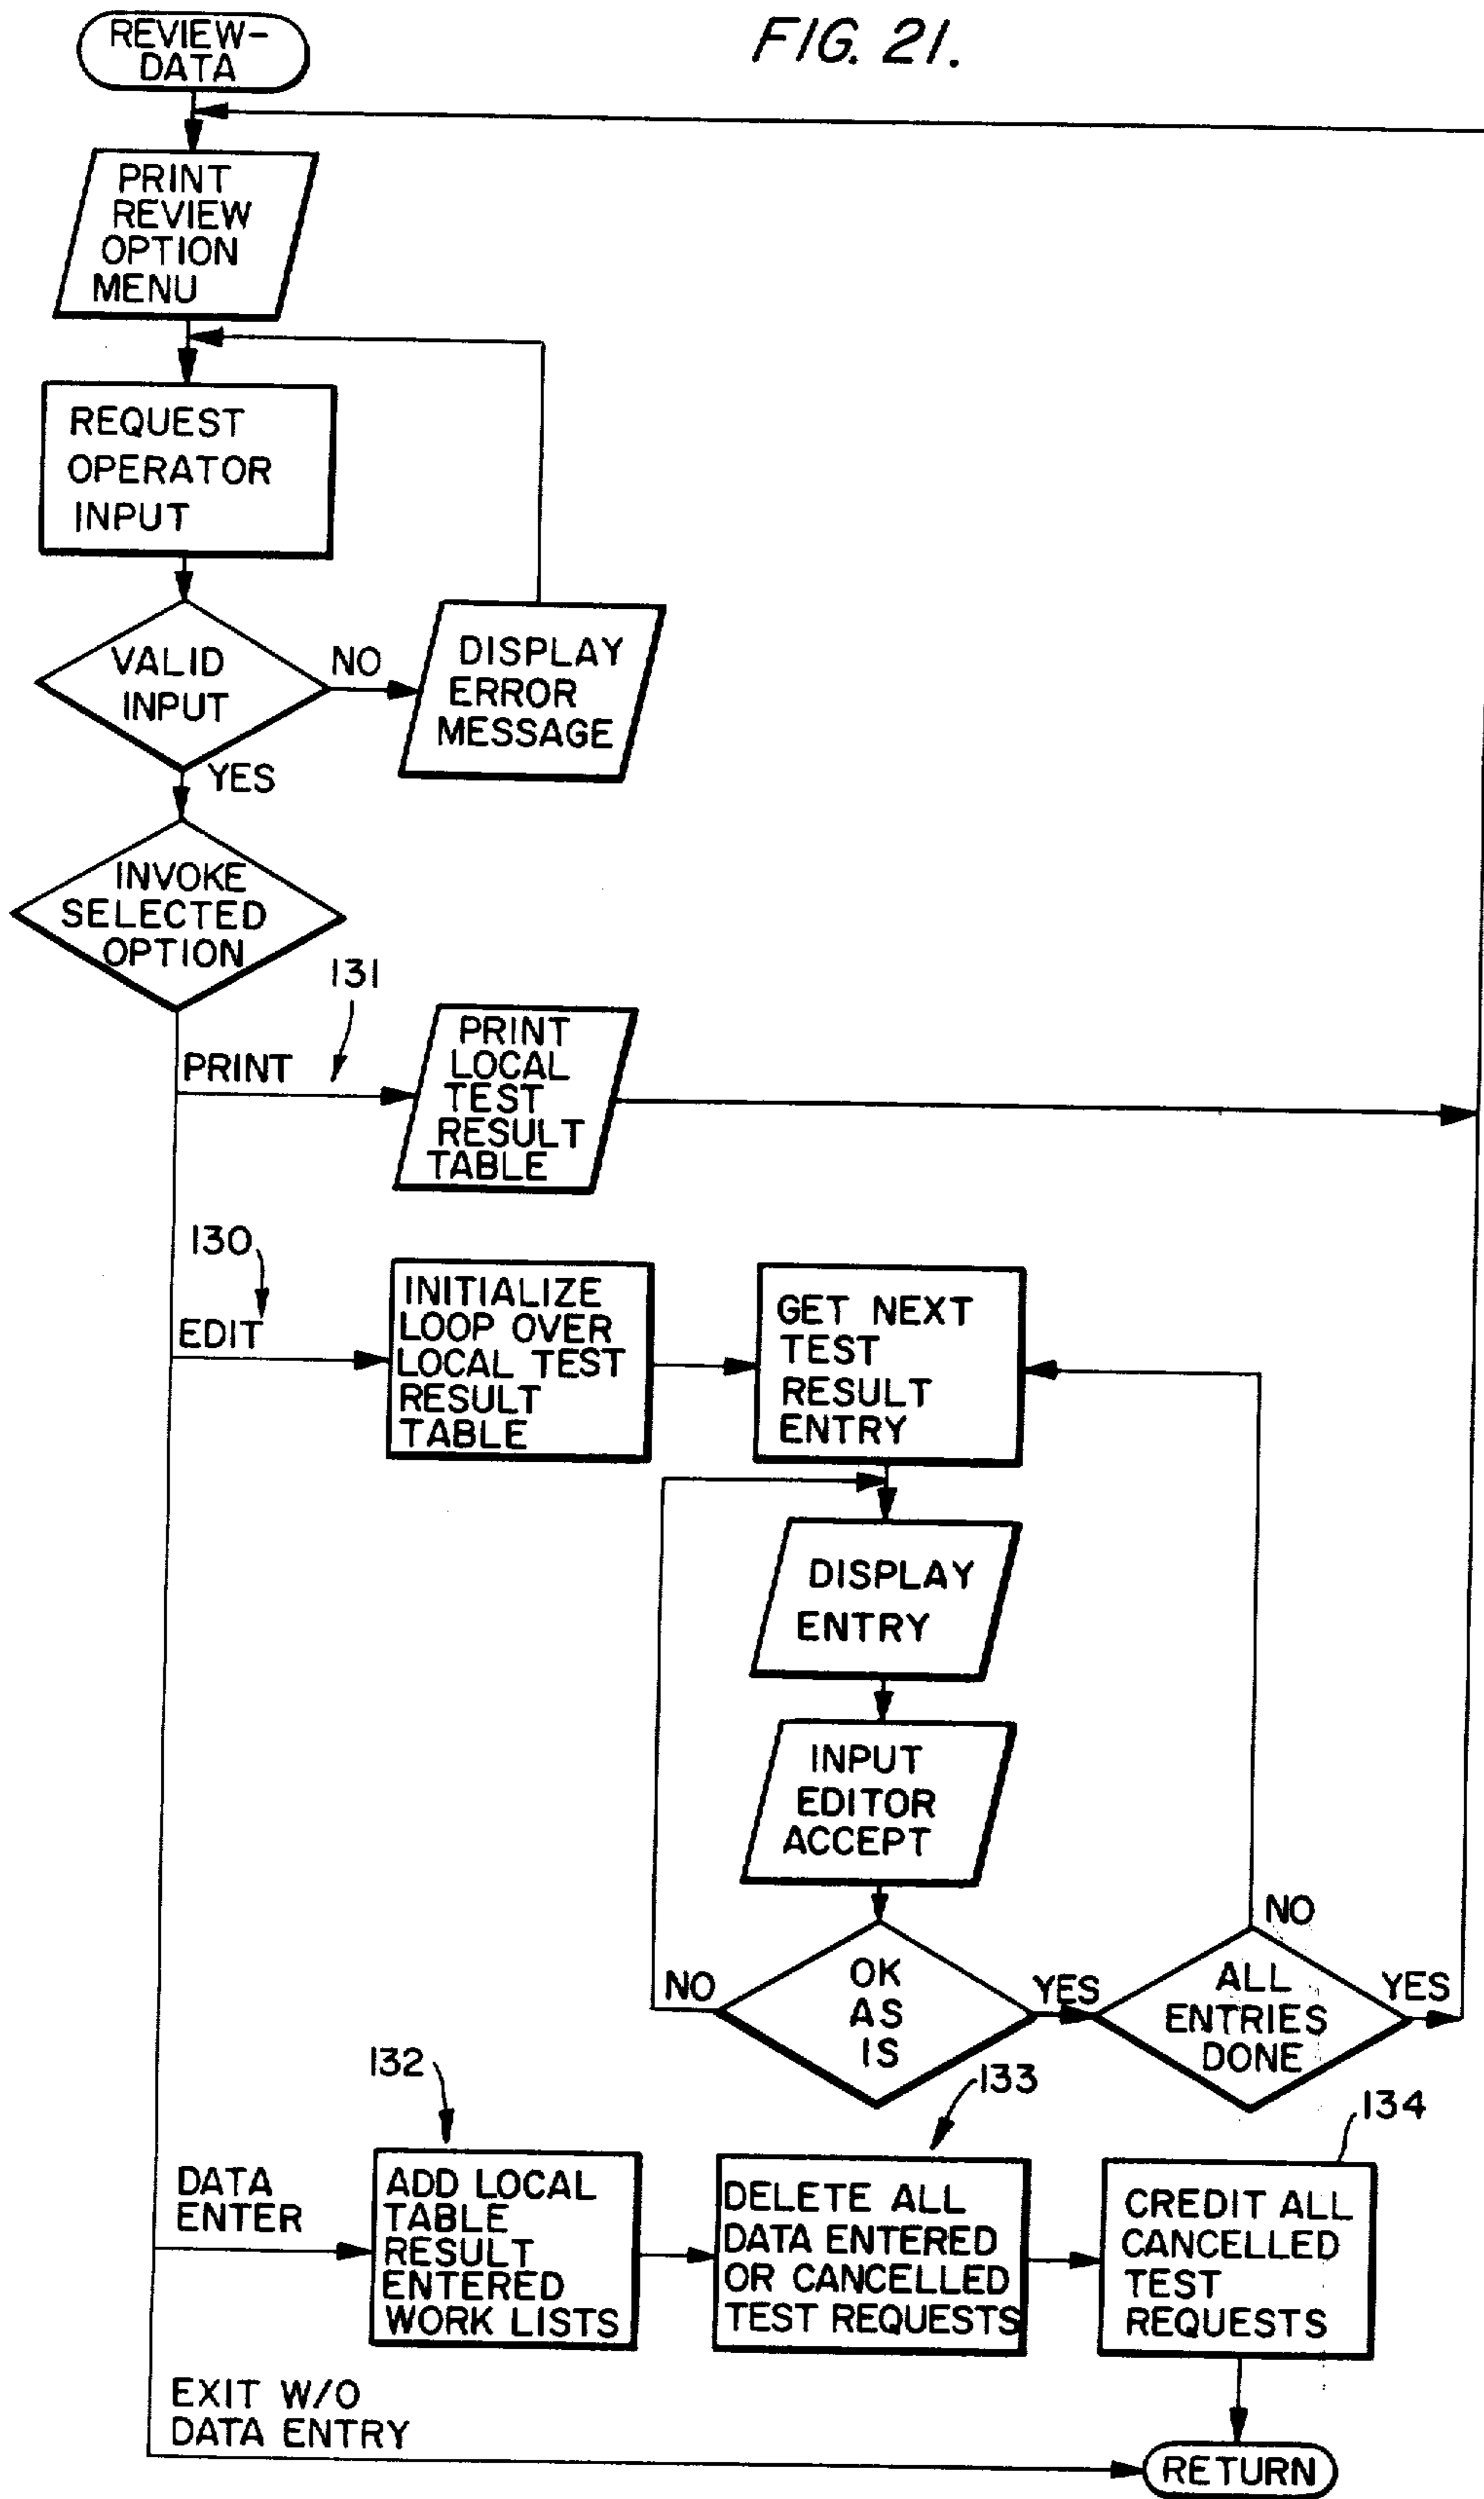 FIG. 21.
REVIEW-
DATA
PRINT
REVIEW
OPTION
MENU
REQUEST
OPERATOR
INPUT
VALID
INPUT
NO
DISPLAY
ERROR
MESSAGE
YES
INVOKE
SELECTED
OPTION
131
PRINT
PRINT
LOCAL
TEST
RESULT
TABLE
130
EDIT
INITIALIZE
LOOP OVER
LOCAL TEST
RESULT
TABLE
GET NEXT
TEST
RESULT
ENTRY
DISPLAY
ENTRY
INPUT
EDITOR
ACCEPT
NO
OK
AS
IS
YES
NO
ALL
ENTRIES
DONE
YES
132
133
134
DATA
ENTER
ADD LOCAL
TABLE
RESULT
ENTERED
WORK LISTS
DELETE ALL
DATA ENTERED
OR CANCELLED
TEST REQUESTS
CREDIT ALL
CANCELLED
TEST
REQUESTS
EXIT W/O
DATA ENTRY
RETURN